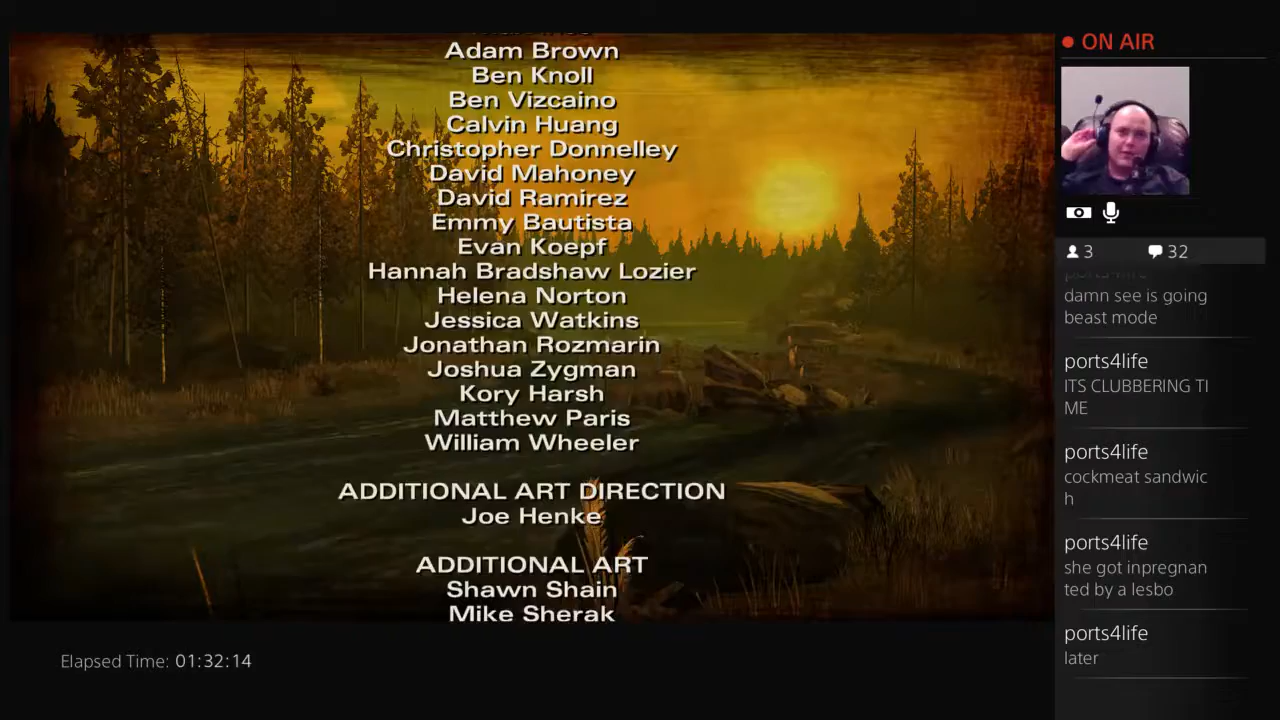 Adam Brown
Ben Knoll
Ben Vizcaino
Calvin Huang
Christopher Donnelley
David Mahoney
David Ramirez
Emmy Bautista
Evan Koepf
Hannah Bradshaw Lozier
Helena Norton
Jessica Watkins
Jonathan Rozmarin
Joshua Zygman
Kory Harsh
Matthew Paris
William Wheeler
ADDITIONAL ART DIRECTION
Joe Henke
ADDITIONAL ART
Shawn Shain
Mike Sherak
Elapsed Time: 01:32:14
ON AIR
3
32
damn see is going
beast mode
ports4life
ITS CLUBBERING TI
ME
ports4life
cockmeat sandwic
h
ports4life
she got inpregnan
ted by a lesbo
ports4life
later